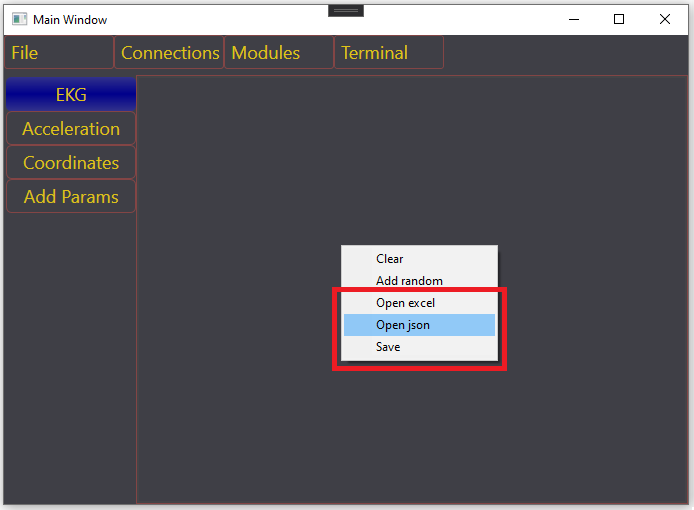 Main Window
File Connections Modules Terminal
EKG
Acceleration
Coordinates
Add Params
Clear
Add random
Open excel
Open json
Save